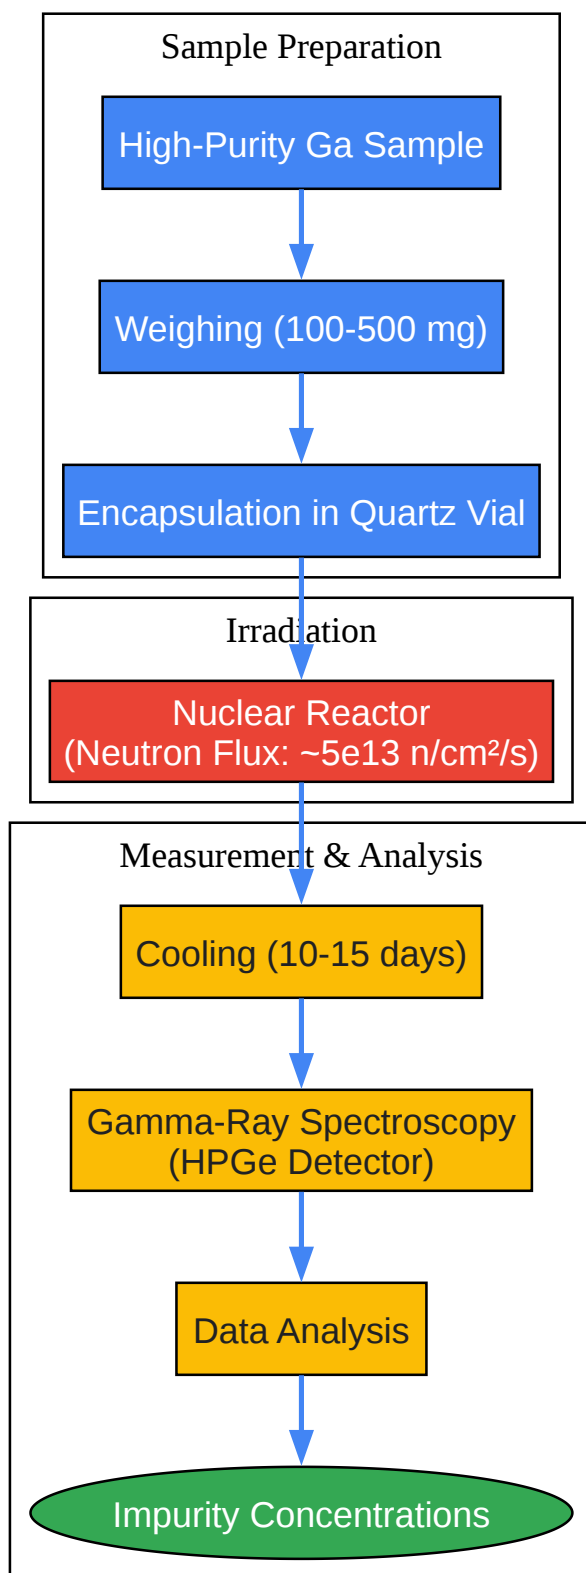 Sample Preparation
High-Purity Ga Sample
Weighing (100-500 mg)
Encapsulation in Quartz Vial
Irradiation
Nuclear Reactor
(Neutron Flux: ~5e13 n/cm²/s)
Measurement & Analysis
Cooling (10-15 days)
Gamma-Ray Spectroscopy
(HPGe Detector)
Data Analysis
Impurity Concentrations